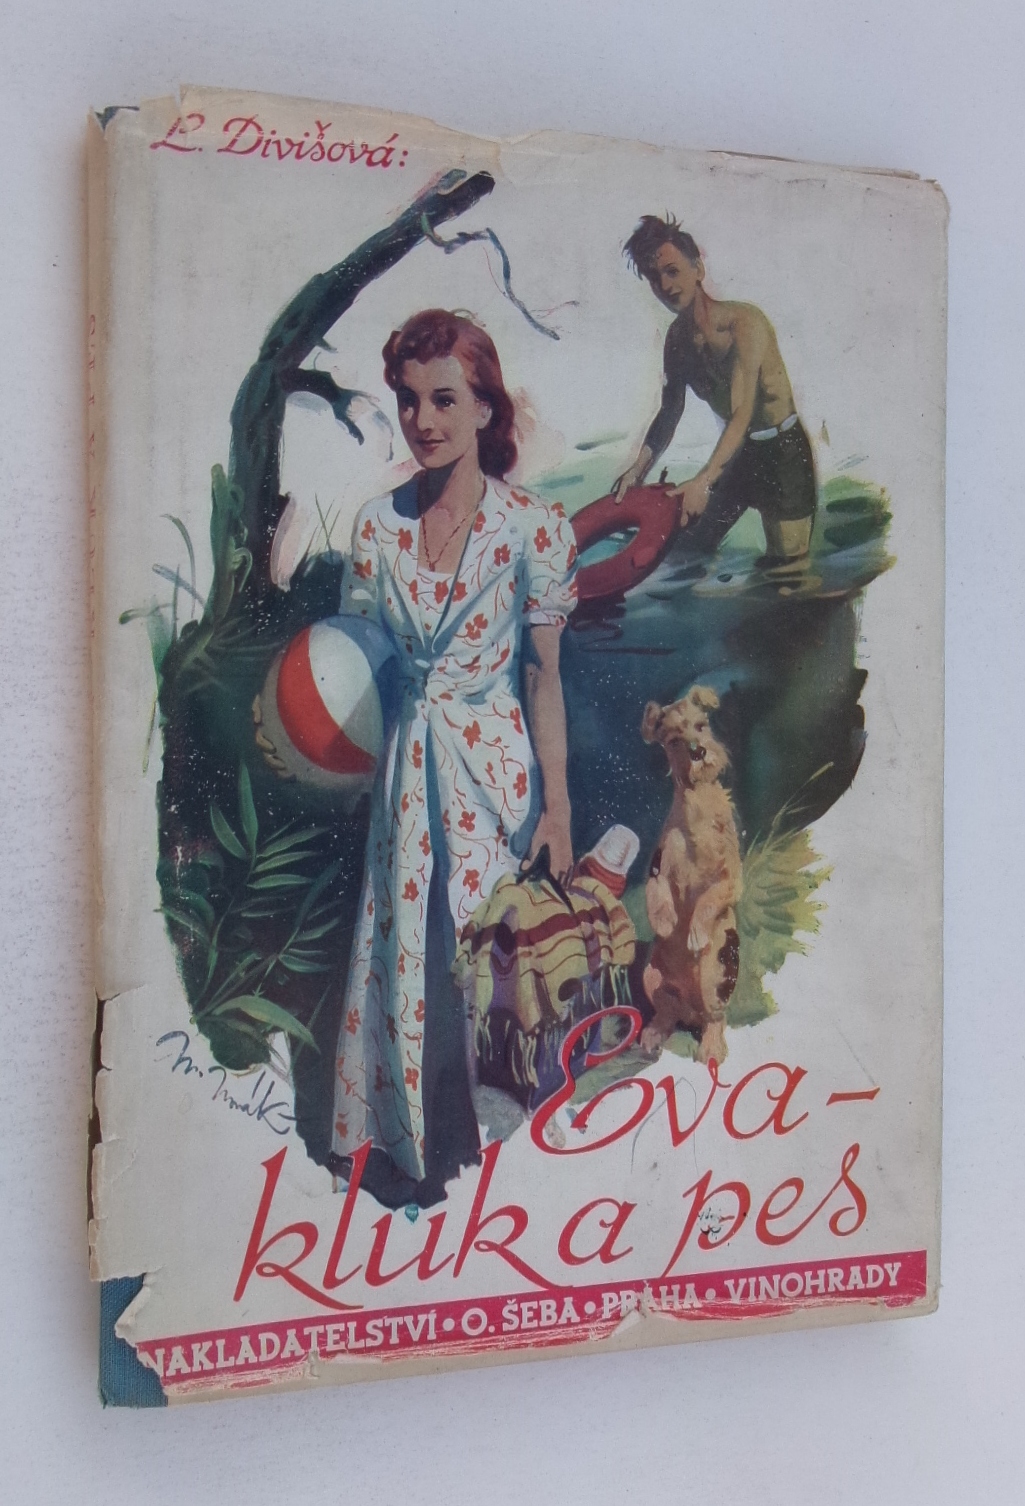 L. Divišová:
Eva-
kluk a pes
NAKLADATELSTVÍ • O. ŠEBA • PRAHA • VINOHRADY